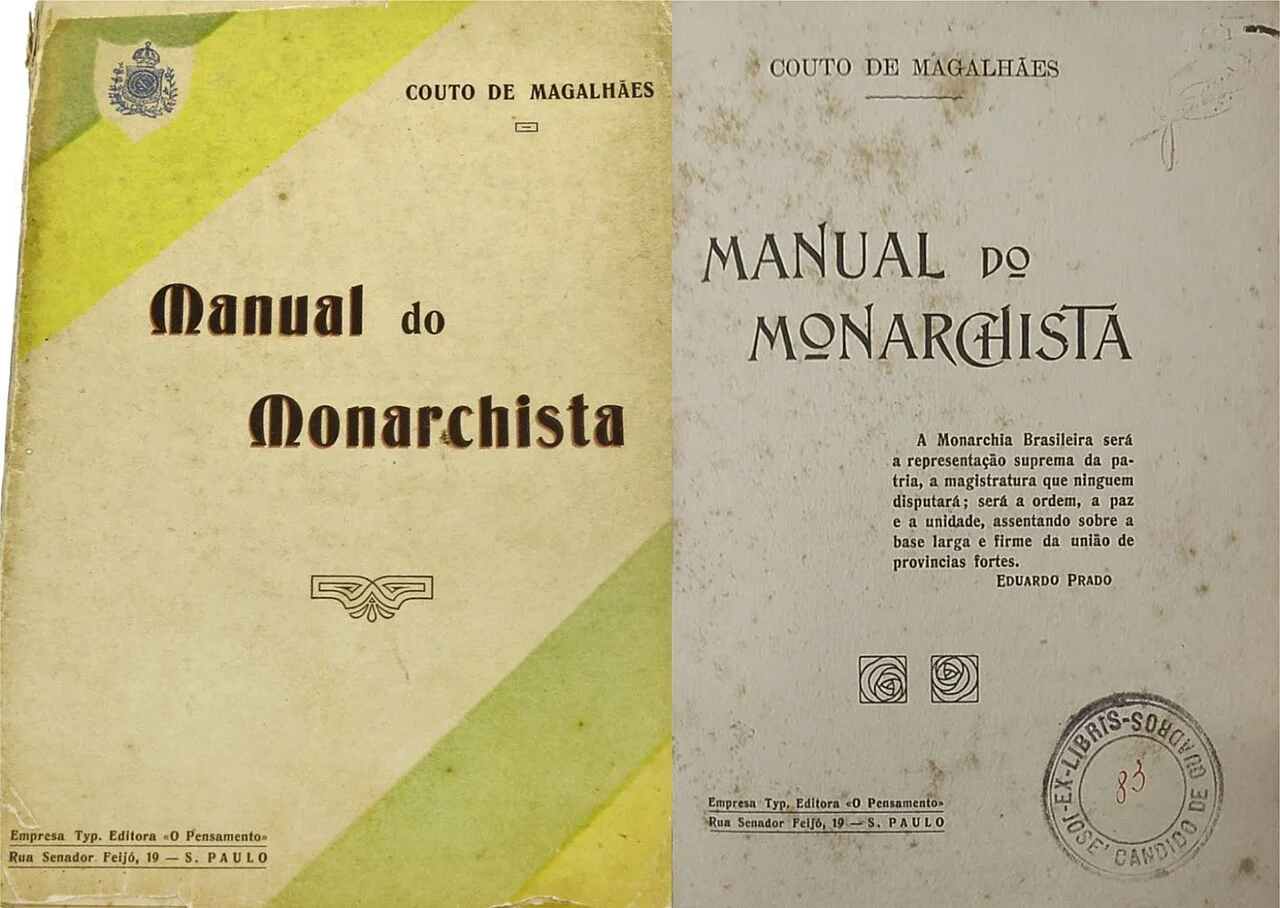 COUTO DE MAGALHÃES
Manual do
Monarchista
Empresa Typ. Editora «O Pensamento»
Rua Senador Feijó, 19 — S. PAULO
COUTO DE MAGALHÃES
MANUAL DO
MONARCHISTA
A Monarchia Brasileira será
a representação suprema da pa-
tria, a magistratura que ninguem
disputará; será a ordem, a paz
e a unidade, assentando sobre a
base larga e firme da união de
provincias fortes.
EDUARDO PRADO
Empresa Typ. Editora «O Pensamento»
Rua Senador Feijó, 19 — S. PAULO
EX-LIBRIS-
JOSE' CANDIDO DE QUADROS
83